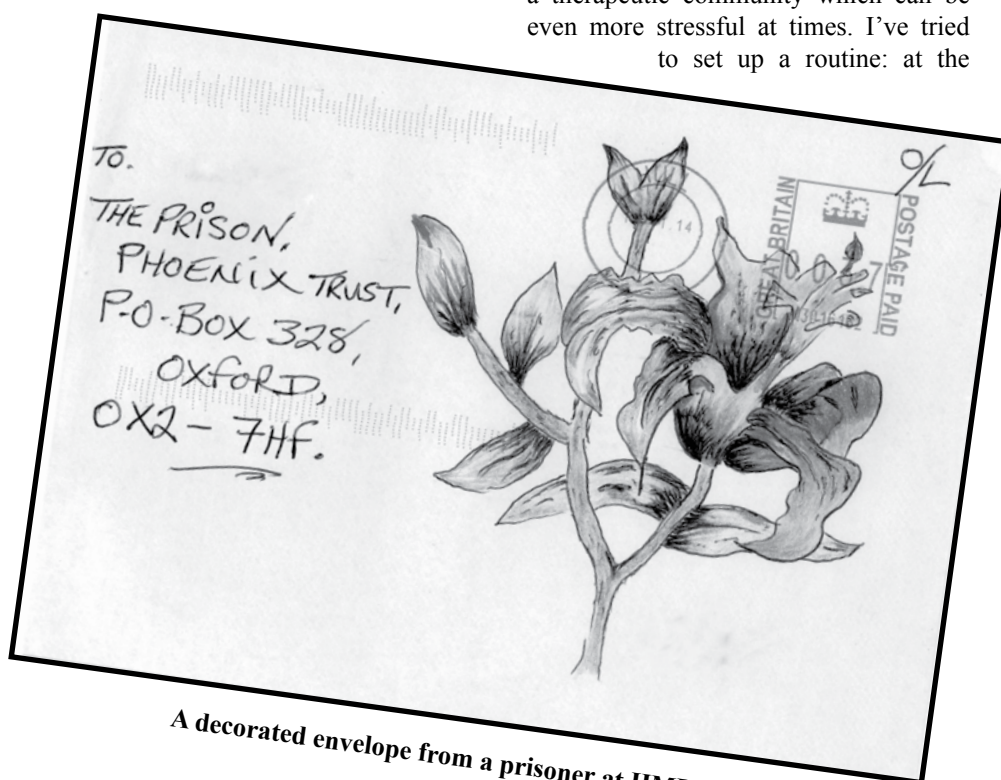 a therapeutic community which can be
even more stressful at times. I’ve tried
to set up a routine: at the
TO.
THE PRiSON,
PHOENiX TRUST,
P.O. BOX 328,
OXFORD,
OX2 – 7HF.
O/L
GREAT BRITAIN
POSTAGE PAID
.14
A decorated envelope from a prisoner at